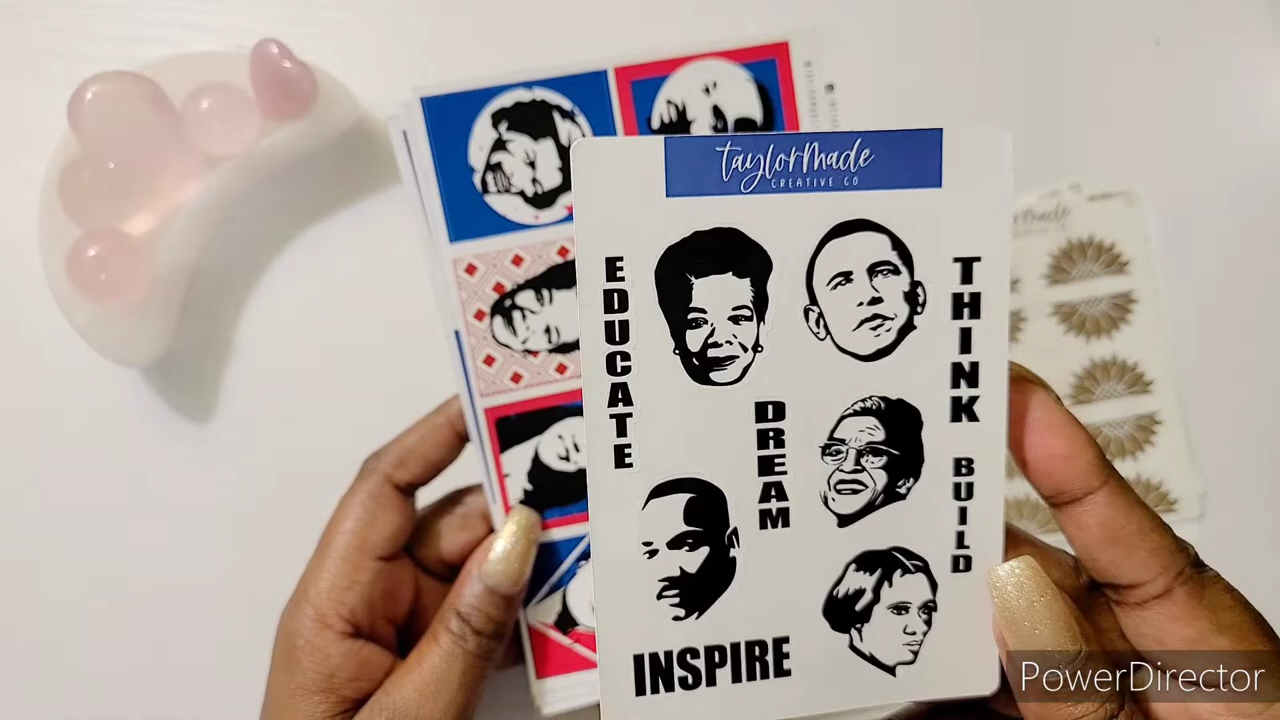 taylormade
CREATIVE CO
EDUCATE
THINK
DREAM
BUILD
INSPIRE
PowerDirector